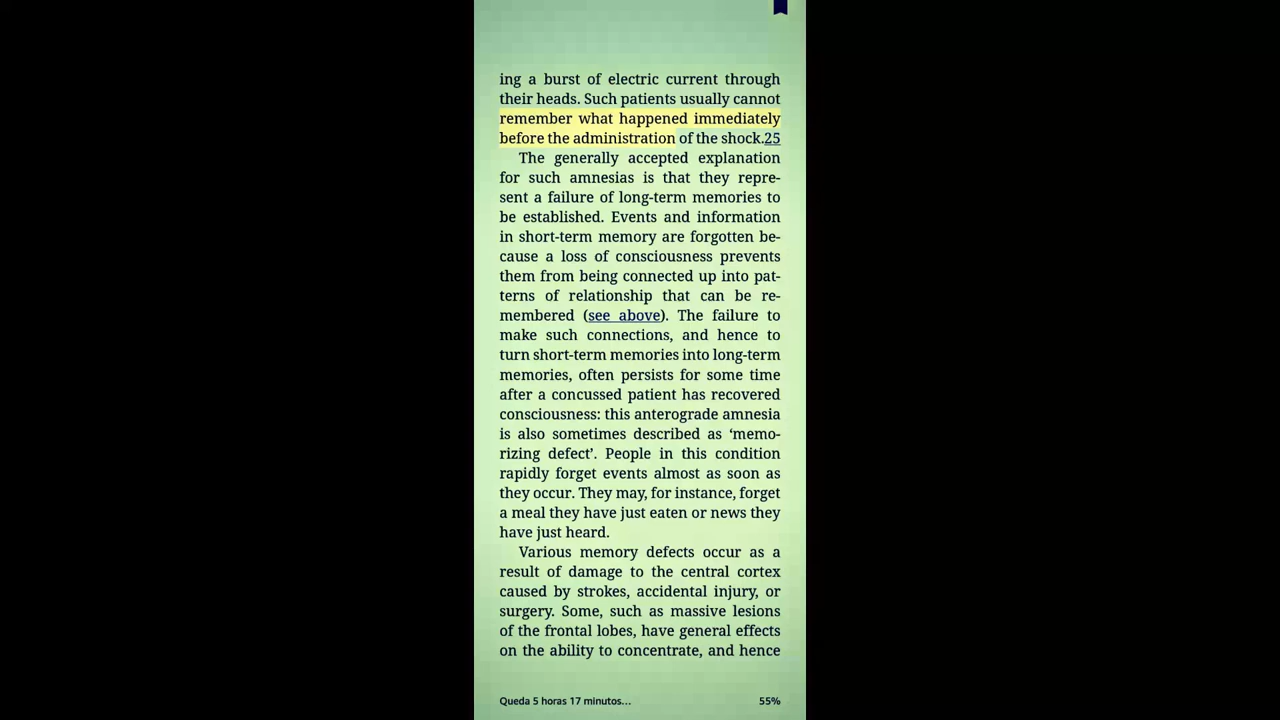 ing a burst of electric current through
their heads. Such patients usually cannot
remember what happened immediately
before the administration of the shock.25
The generally accepted explanation
for such amnesias is that they repre-
sent a failure of long-term memories to
be established. Events and information
in short-term memory are forgotten be-
cause a loss of consciousness prevents
them from being connected up into pat-
terns of relationship that can be re-
membered (see above). The failure to
make such connections, and hence to
turn short-term memories into long-term
memories, often persists for some time
after a concussed patient has recovered
consciousness: this anterograde amnesia
is also sometimes described as ‘memo-
rizing defect’. People in this condition
rapidly forget events almost as soon as
they occur. They may, for instance, forget
a meal they have just eaten or news they
have just heard.
Various memory defects occur as a
result of damage to the central cortex
caused by strokes, accidental injury, or
surgery. Some, such as massive lesions
of the frontal lobes, have general effects
on the ability to concentrate, and hence
Queda 5 horas 17 minutos... 55%